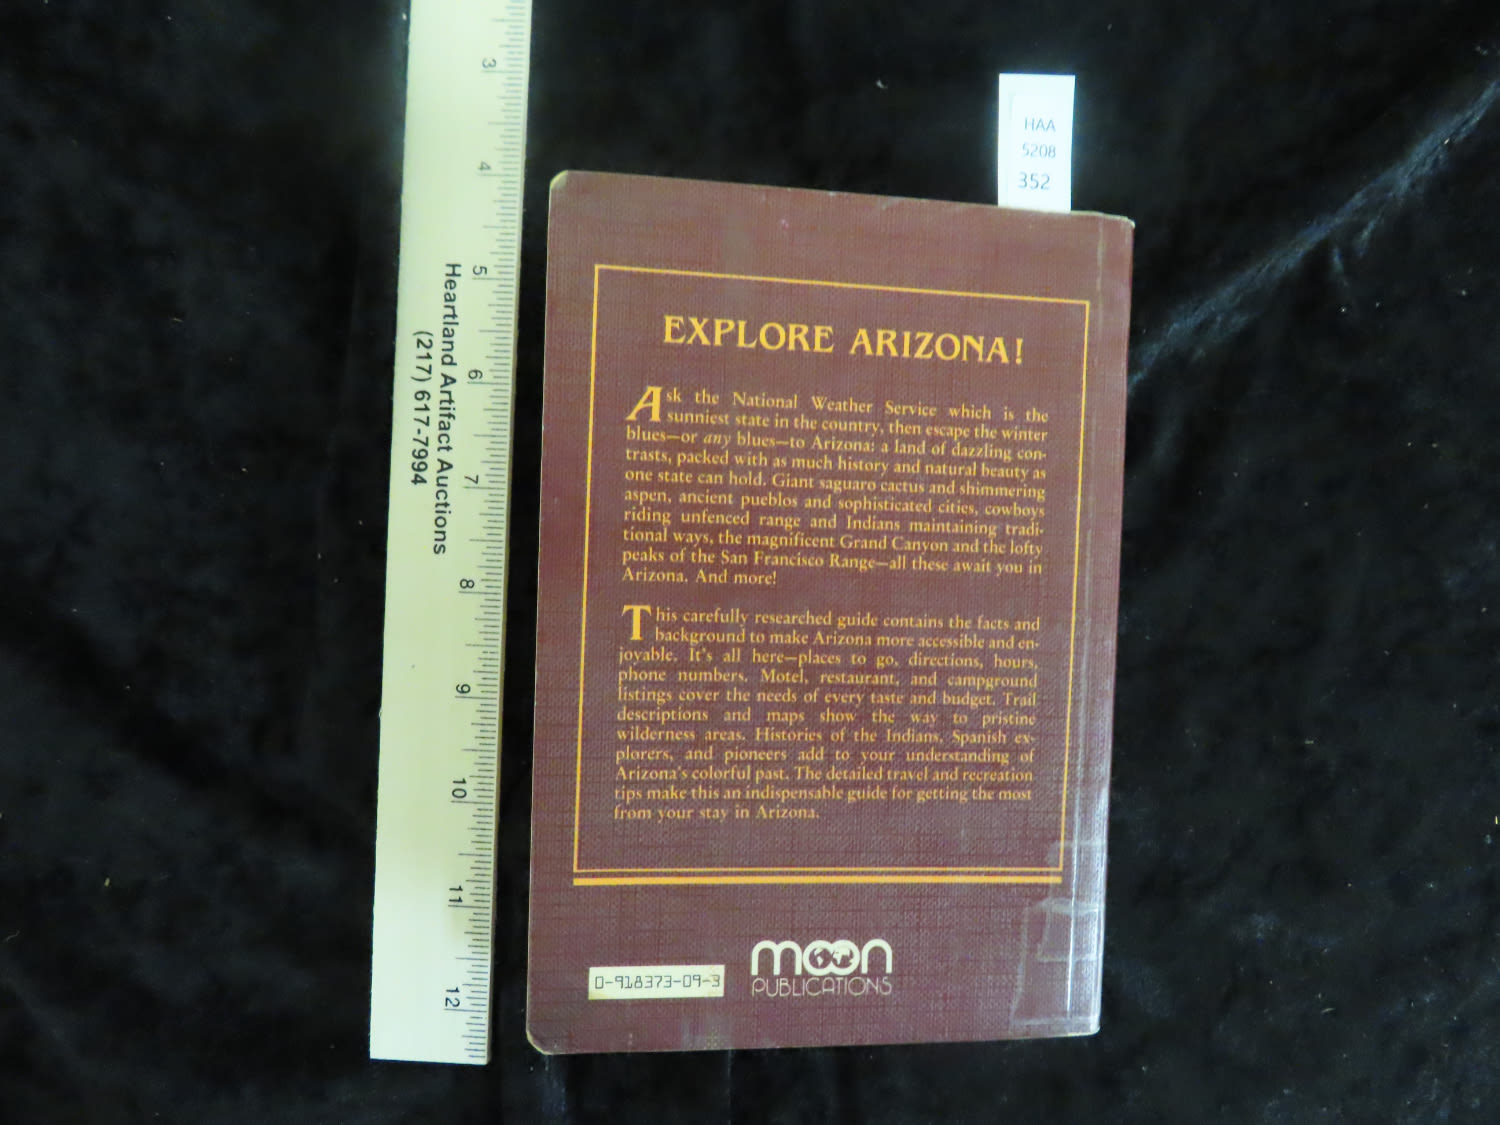 3
4
5
6
7
8
9
10
11
12
Heartland Artifact Auctions
(217) 617-7994
HAA
5208
352
EXPLORE ARIZONA!
Ask the National Weather Service which is the
sunniest state in the country, then escape the winter
blues—or any blues—to Arizona: a land of dazzling con-
trasts, packed with as much history and natural beauty as
one state can hold. Giant saguaro cactus and shimmering
aspen, ancient pueblos and sophisticated cities, cowboys
riding unfenced range and Indians maintaining tradi-
tional ways, the magnificent Grand Canyon and the lofty
peaks of the San Francisco Range—all these await you in
Arizona. And more!
This carefully researched guide contains the facts and
background to make Arizona more accessible and en-
joyable. It's all here—places to go, directions, hours,
phone numbers. Motel, restaurant, and campground
listings cover the needs of every taste and budget. Trail
descriptions and maps show the way to pristine
wilderness areas. Histories of the Indians, Spanish ex-
plorers, and pioneers add to your understanding of
Arizona's colorful past. The detailed travel and recreation
tips make this an indispensable guide for getting the most
from your stay in Arizona.
0-918373-09-3
moon
PUBLICATIONS